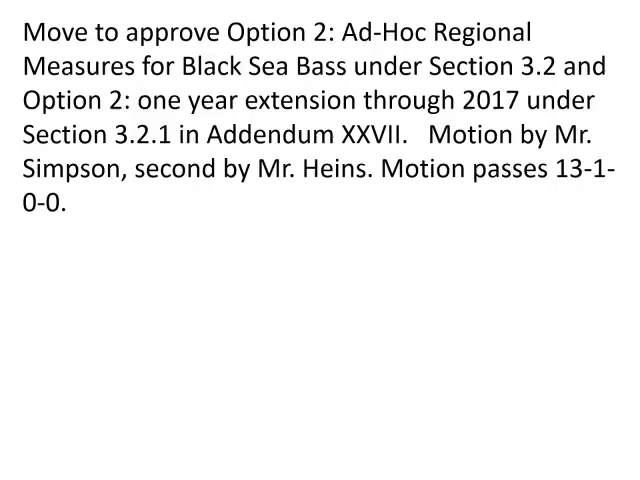 Move to approve Option 2: Ad-Hoc Regional
Measures for Black Sea Bass under Section 3.2 and
Option 2: one year extension through 2017 under
Section 3.2.1 in Addendum XXVII.   Motion by Mr.
Simpson, second by Mr. Heins. Motion passes 13-1-
0-0.